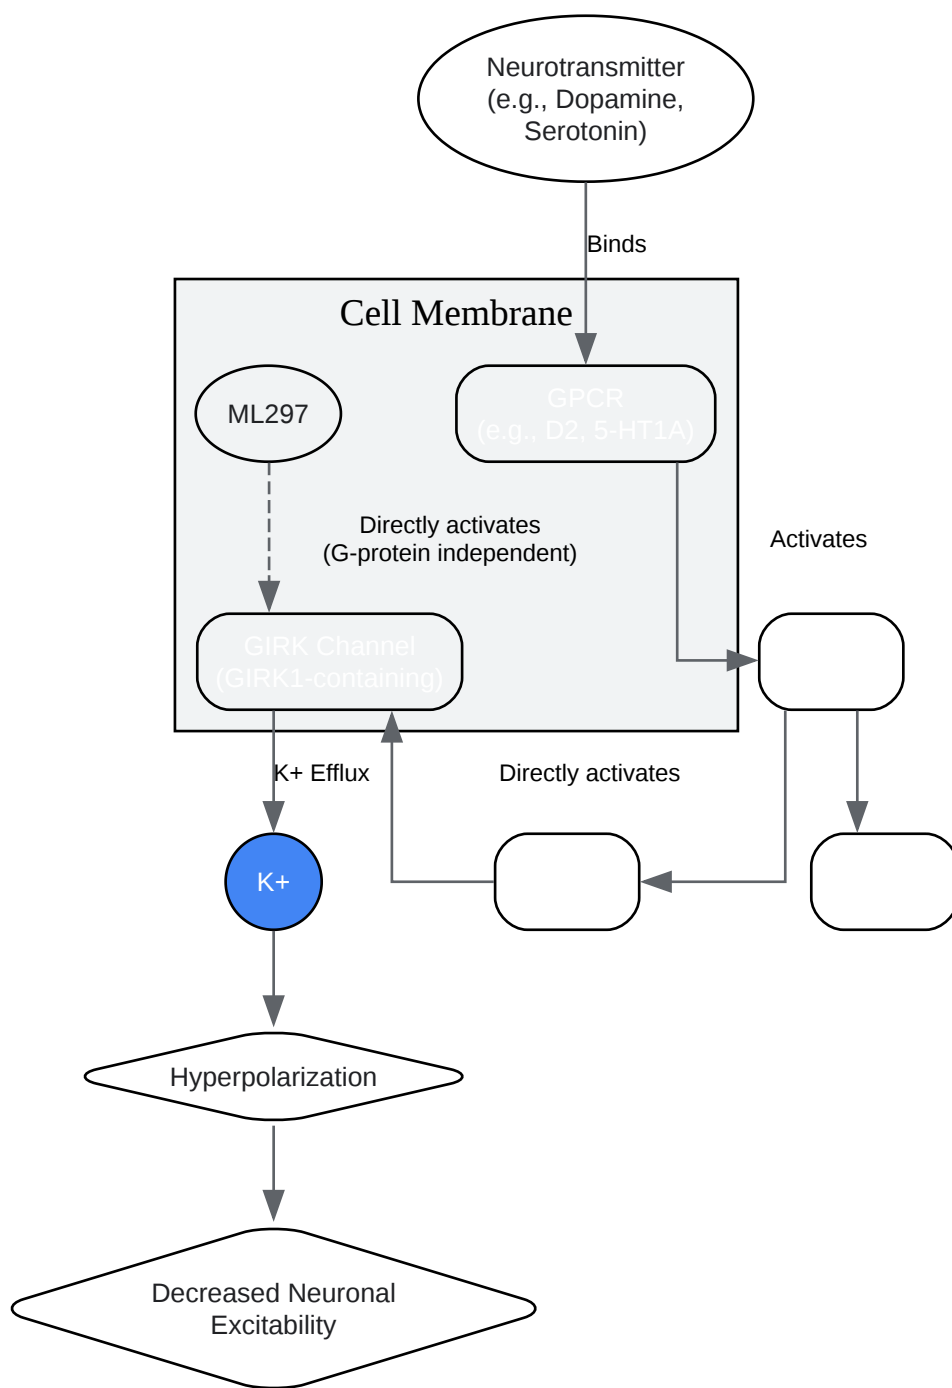 Neurotransmitter
(e.g., Dopamine,
Serotonin)
Binds
Cell Membrane
ML297
GPCR
(e.g., D2, 5-HT1A)
Directly activates
(G-protein independent)
Activates
GIRK Channel
(GIRK1-containing)
K+ Efflux
Directly activates
K+
Hyperpolarization
Decreased Neuronal
Excitability